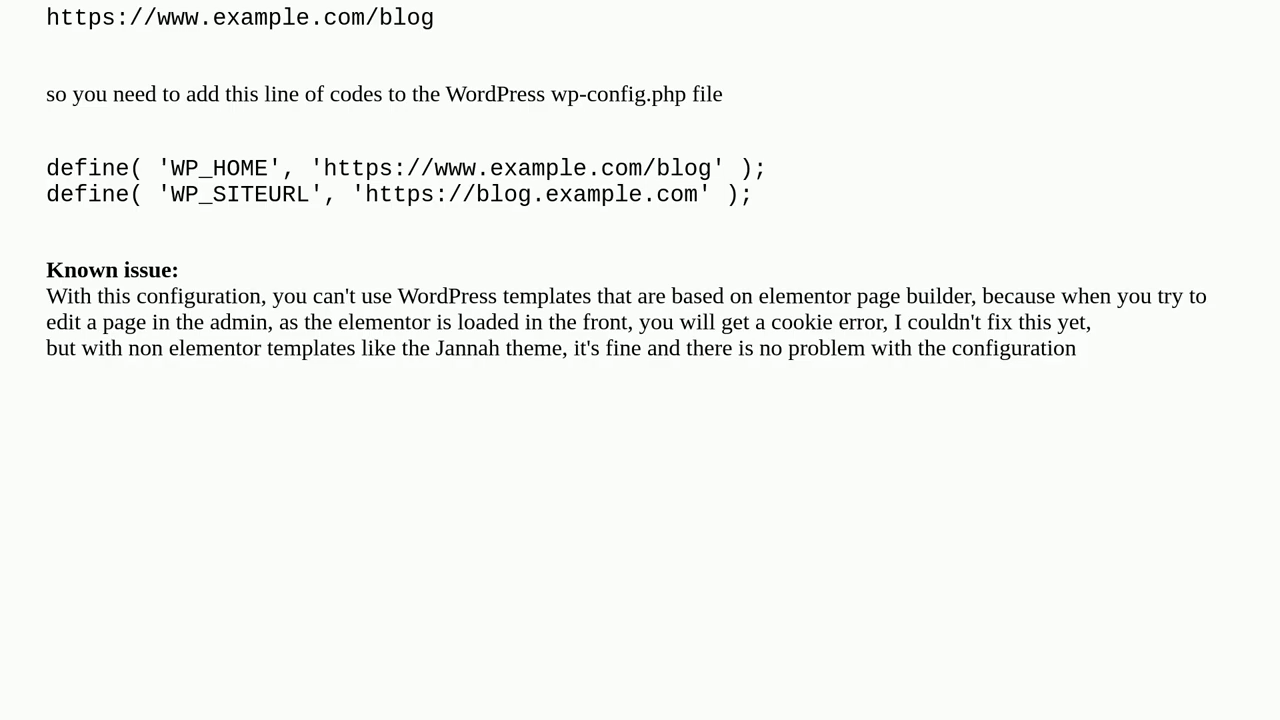 https://www.example.com/blog
so you need to add this line of codes to the WordPress wp-config.php file
define( 'WP_HOME', 'https://www.example.com/blog' );
define( 'WP_SITEURL', 'https://blog.example.com' );
Known issue:
With this configuration, you can't use WordPress templates that are based on elementor page builder, because when you try to
edit a page in the admin, as the elementor is loaded in the front, you will get a cookie error, I couldn't fix this yet,
but with non elementor templates like the Jannah theme, it's fine and there is no problem with the configuration